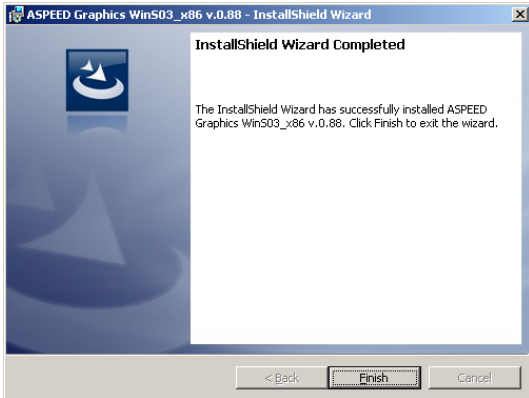 ASPEED Graphics WinS03_x86 v.0.88 - InstallShield Wizard
InstallShield Wizard Completed
The InstallShield Wizard has successfully installed ASPEED
Graphics WinS03_x86 v.0.88. Click Finish to exit the wizard.
< Back
Finish
Cancel